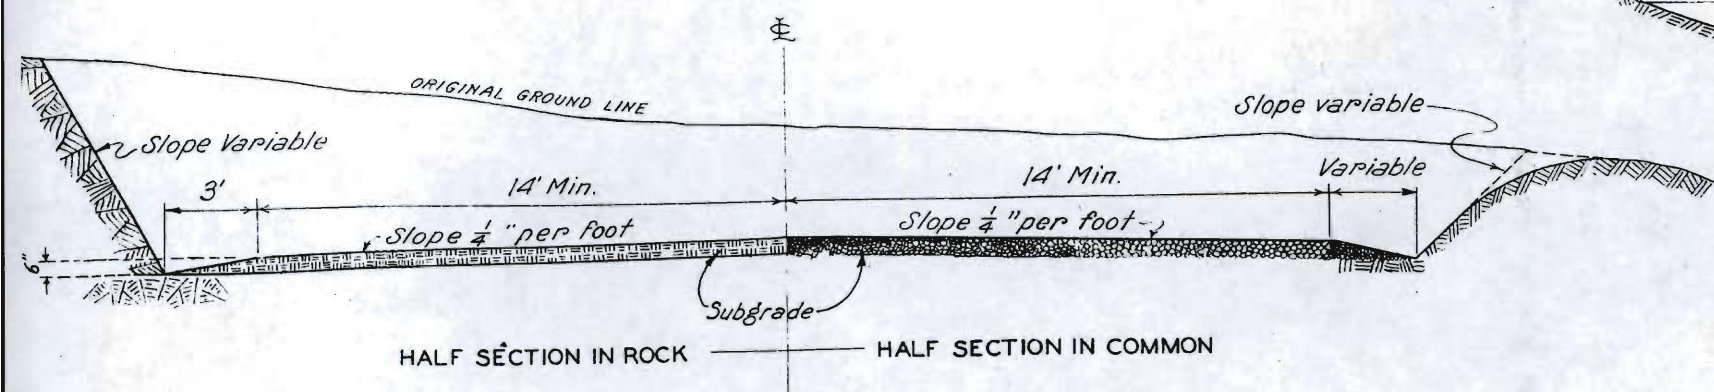 ℄
ORIGINAL GROUND LINE
Slope variable
Slope Variable
Variable
3'
14' Min.
14' Min.
Slope 1/4" per foot
Slope 1/4" per foot
6"
Subgrade
HALF SECTION IN ROCK
HALF SECTION IN COMMON